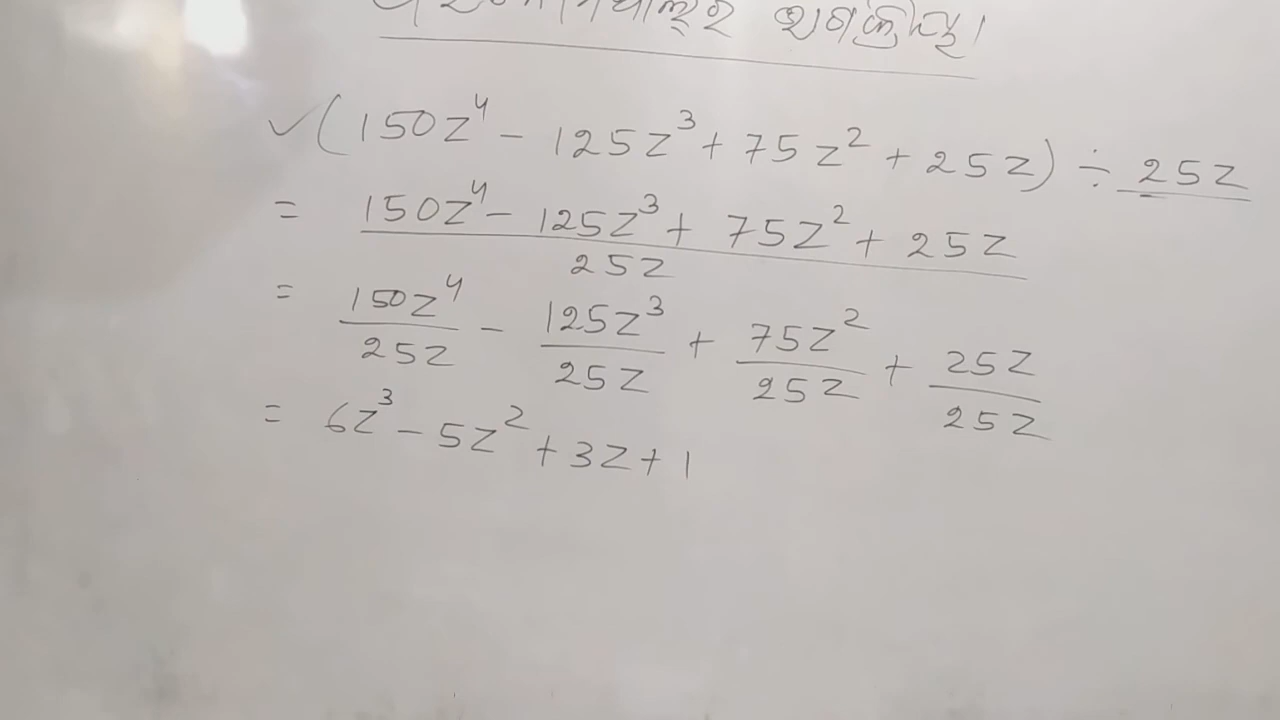 ହରଣ
(150z⁴ - 125z³ + 75z² + 25z) ÷ 25z
= 150z⁴ - 125z³ + 75z² + 25z
25z
= 150z⁴/25z - 125z³/25z + 75z²/25z + 25z/25z
= 6z³ - 5z² + 3z + 1